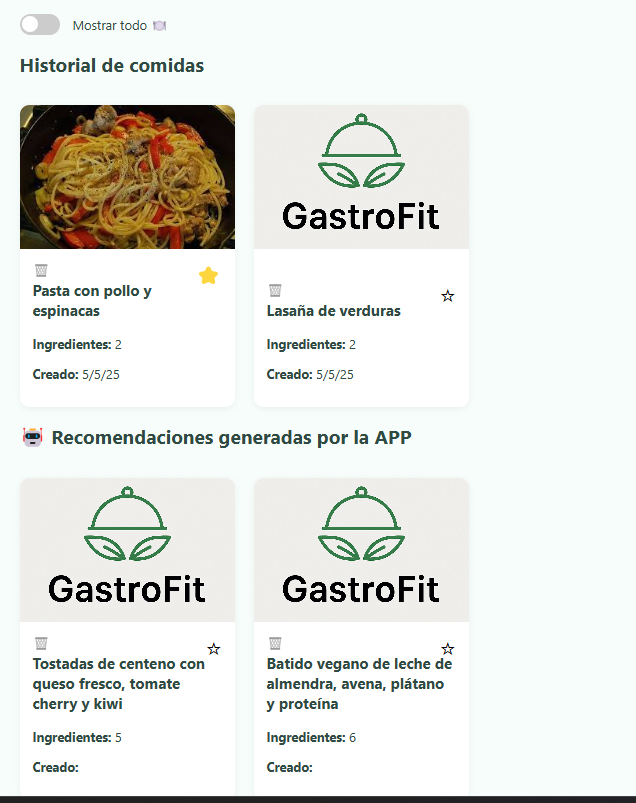 Mostrar todo 🍽️
Historial de comidas
GastroFit
Pasta con pollo y
espinacas
Ingredientes: 2
Creado: 5/5/25
Lasaña de verduras
Ingredientes: 2
Creado: 5/5/25
🤖 Recomendaciones generadas por la APP
GastroFit
GastroFit
Tostadas de centeno con
queso fresco, tomate
cherry y kiwi
Ingredientes: 5
Creado:
Batido vegano de leche de
almendra, avena, plátano
y proteína
Ingredientes: 6
Creado: